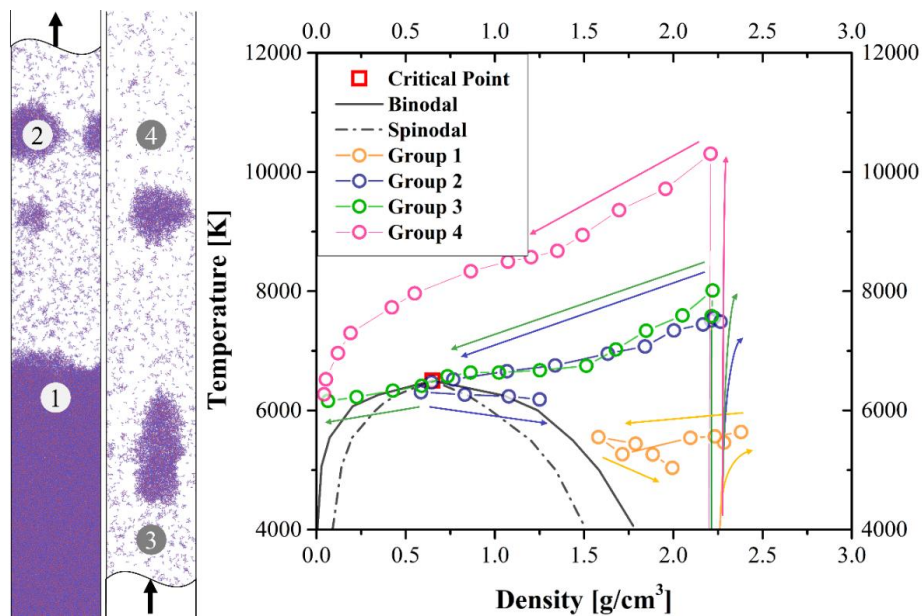 2
4
1
3
0.0 0.5 1.0 1.5 2.0 2.5 3.0
12000 12000
Critical Point
Binodal
Spinodal
Group 1
Group 2
Group 3
Group 4
10000 10000
8000 8000
6000 6000
4000 4000
Temperature [K]
0.0 0.5 1.0 1.5 2.0 2.5 3.0
Density [g/cm³]